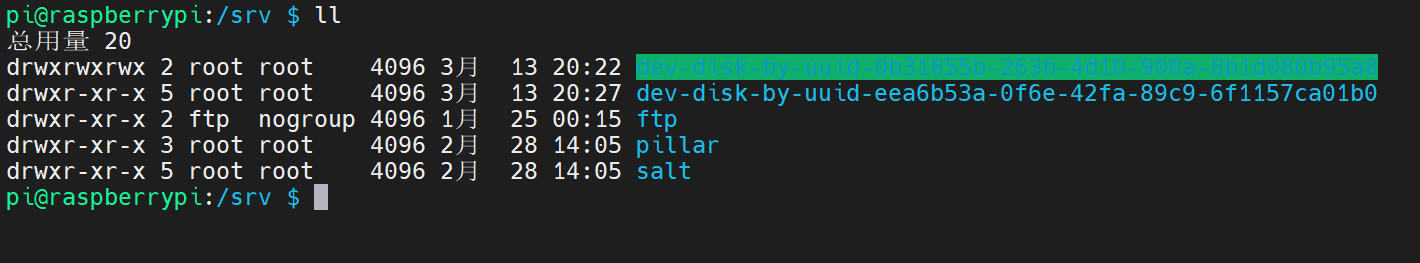 pi@raspberrypi:/srv $ ll
总用量 20
drwxrwxrwx 2 root root    4096 3月  13 20:22 dev-disk-by-uuid-0b31855b-263b-4d10-900a-8b1d080b95a8
drwxr-xr-x 5 root root    4096 3月  13 20:27 dev-disk-by-uuid-eea6b53a-0f6e-42fa-89c9-6f1157ca01b0
drwxr-xr-x 2 ftp  nogroup 4096 1月  25 00:15 ftp
drwxr-xr-x 3 root root    4096 2月  28 14:05 pillar
drwxr-xr-x 5 root root    4096 2月  28 14:05 salt
pi@raspberrypi:/srv $